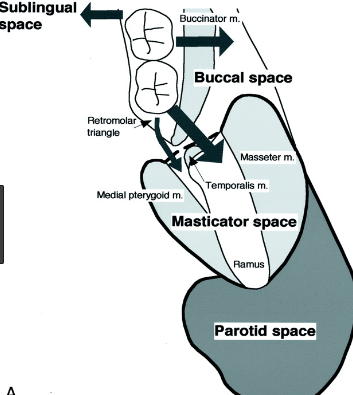 Sublingual
space
Buccinator m.
Buccal space
Retromolar
triangle
Masseter m.
Temporalis m.
Medial pterygoid m.
Masticator space
Ramus
Parotid space
A